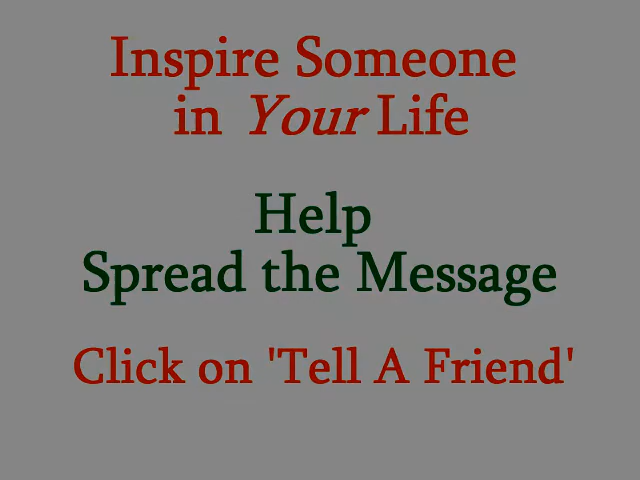 Inspire Someone
in Your Life
Help
Spread the Message
Click on 'Tell A Friend'